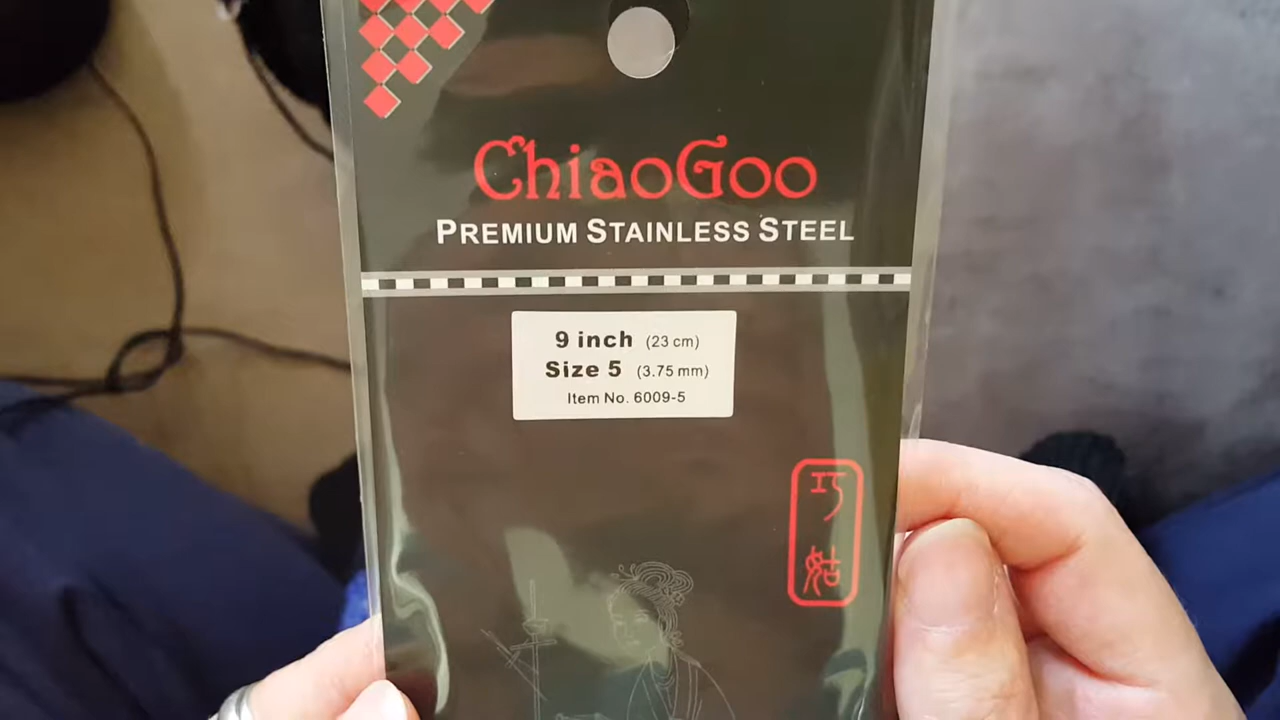 ChiaoGoo
PREMIUM STAINLESS STEEL
9 inch (23 cm)
Size 5 (3.75 mm)
Item No. 6009-5
巧
姑